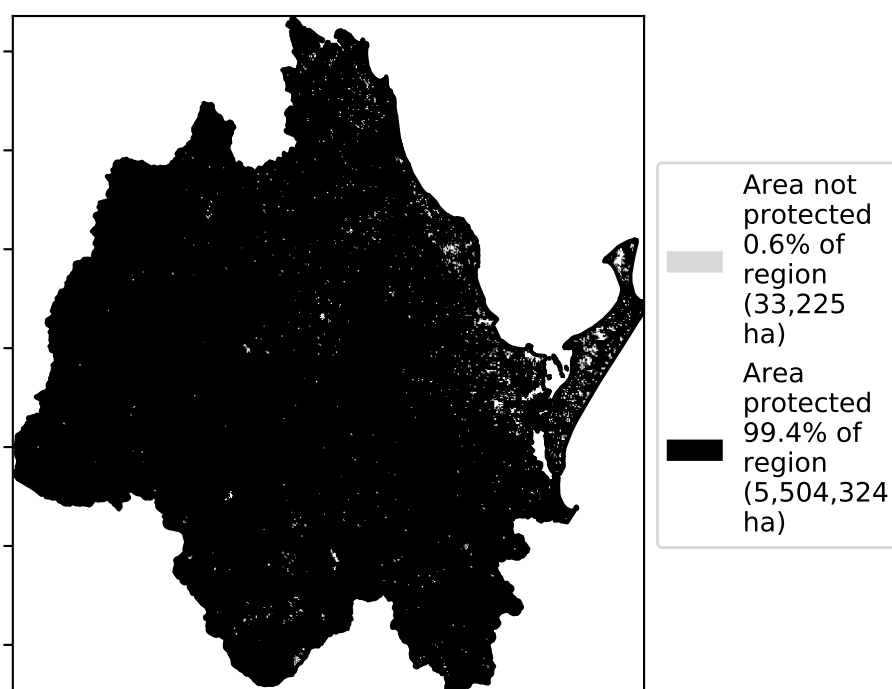 Area not
protected
0.6% of
region
(33,225
ha)
Area
protected
99.4% of
region
(5,504,324
ha)